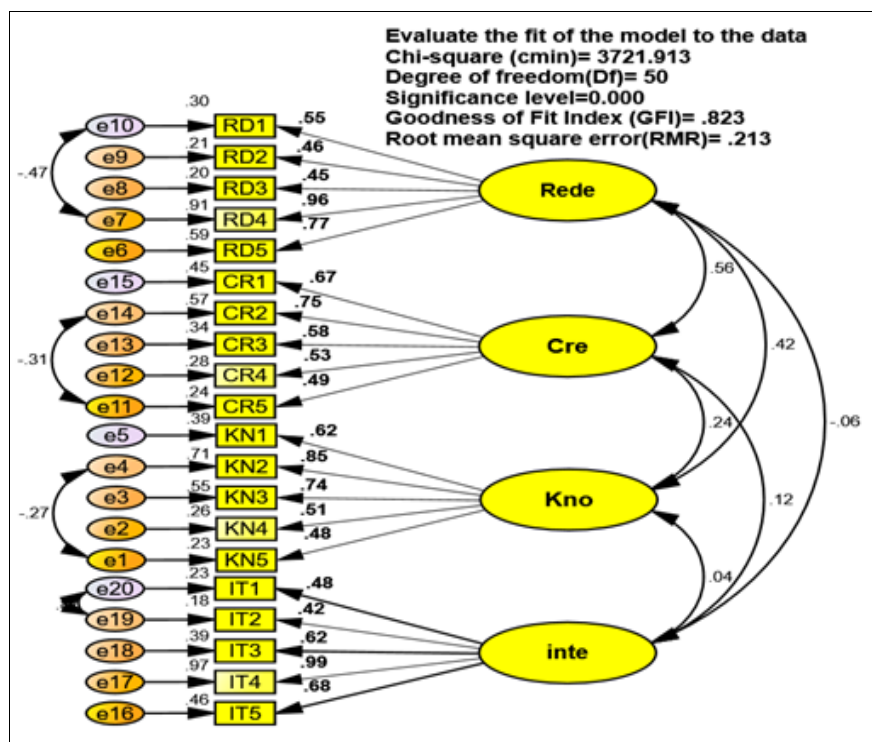 Evaluate the fit of the model to the data
Chi-square (cmin)= 3721.913
Degree of freedom(Df)= 50
Significance level=0.000
Goodness of Fit Index (GFI)= .823
Root mean square error(RMR)= .213
.30
e10 RD1 .55
.21
e9 RD2 .46
.20
e8 RD3 .45
-.47
.91
e7 RD4 .96
.59
e6 RD5 .77
Rede
.45
e15 CR1 .67
.57
e14 CR2 .75
.34
e13 CR3 .58
-.31
.28
e12 CR4 .53
.24
e11 CR5 .49
Cre
.39
e5 KN1 .62
.71
e4 KN2 .85
.55
e3 KN3 .74
-.27
.26
e2 KN4 .51
.23
e1 KN5 .48
Kno
.23
e20 IT1 .48
.18
e19 IT2 .42
.39
e18 IT3 .62
.97
e17 IT4 .99
.46
e16 IT5 .68
inte
.56
.42
.24
-.06
.12
.04